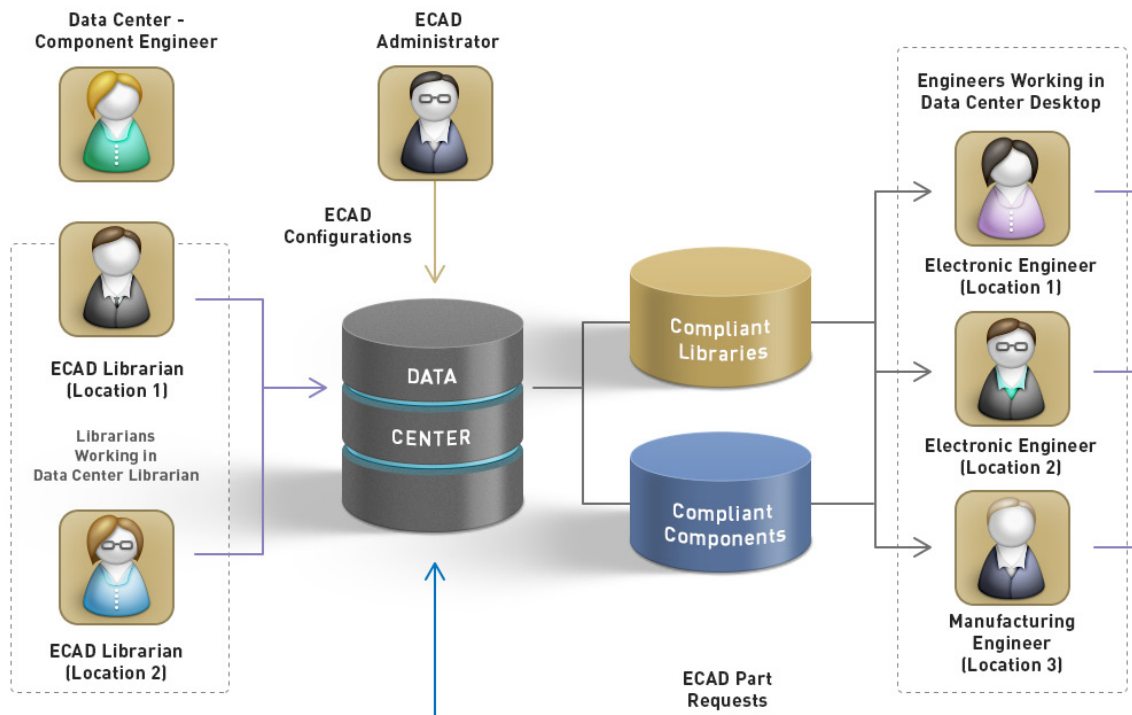 Data Center -
Component Engineer
ECAD
Administrator
Engineers Working in
Data Center Desktop
ECAD
Configurations
ECAD Librarian
(Location 1)
Librarians
Working in
Data Center Librarian
ECAD Librarian
(Location 2)
DATA
CENTER
Compliant
Libraries
Compliant
Components
Electronic Engineer
(Location 1)
Electronic Engineer
(Location 2)
Manufacturing
Engineer
(Location 3)
ECAD Part
Requests